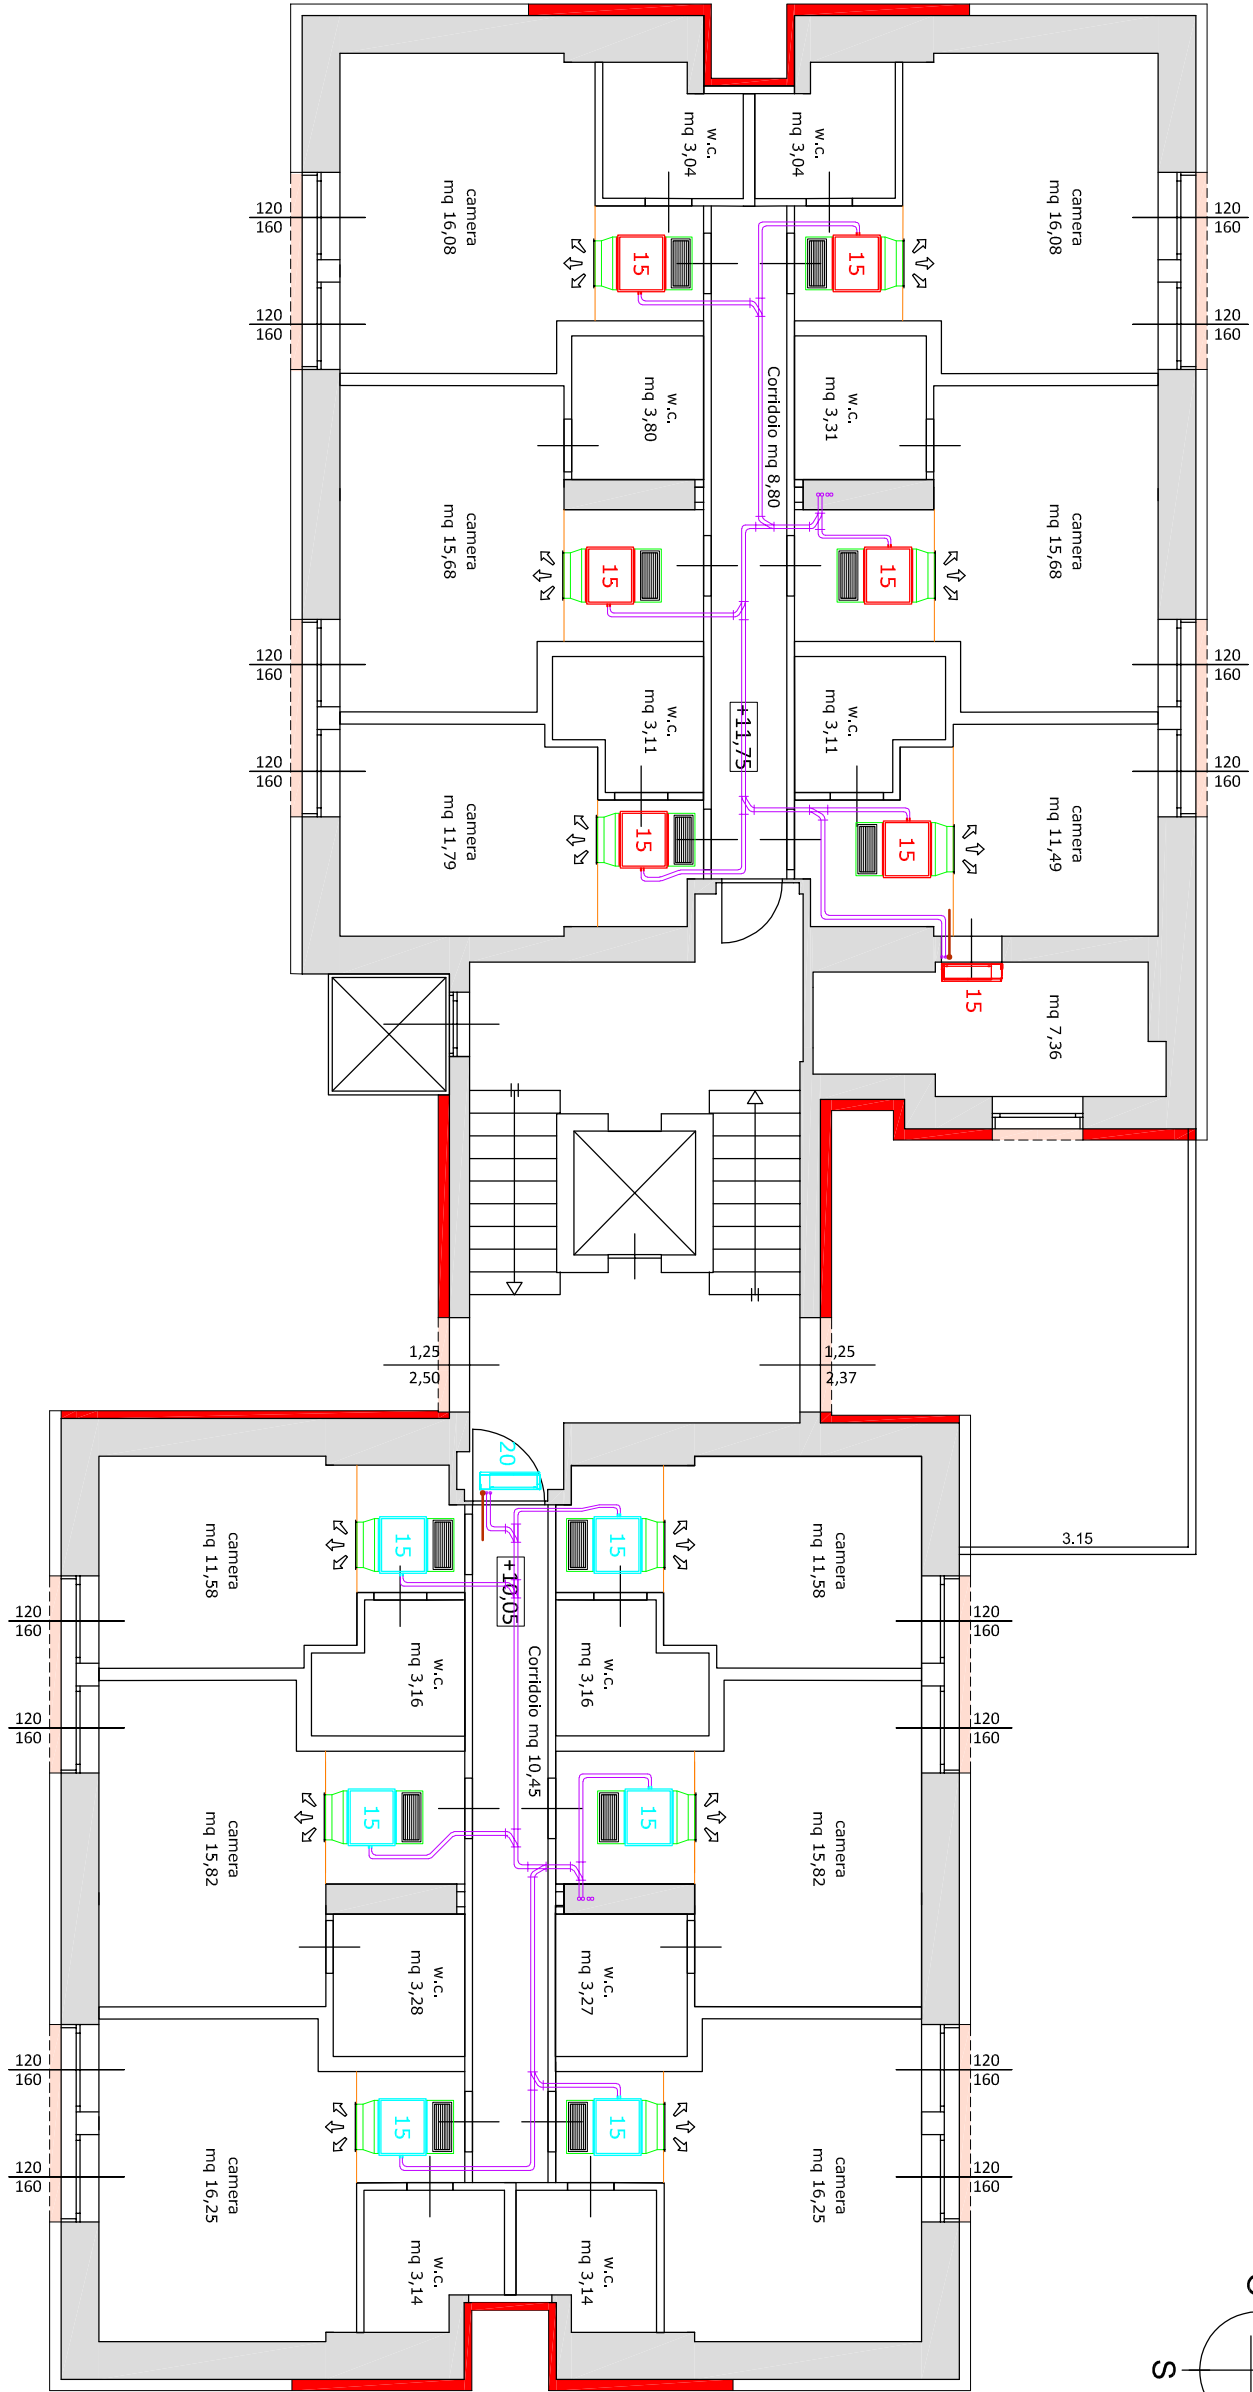 w.c.
mq 3,04
w.c.
mq 3,04
camera
mq 16,08
camera
mq 16,08
120
160
120
160
15
15
120
160
120
160
w.c.
mq 3,80
Corridoio mq 8,80
w.c.
mq 3,31
camera
mq 15,68
camera
mq 15,68
15
15
120
160
120
160
w.c.
mq 3,11
+11,75
w.c.
mq 3,11
120
160
120
160
camera
mq 11,79
camera
mq 11,49
15
15
15
mq 7,36
1,25
2,50
1,25
2,37
20
3.15
camera
mq 11,58
15
15
camera
mq 11,58
+10,05
120
160
120
160
w.c.
mq 3,16
Corridoio mq 10,45
w.c.
mq 3,16
120
160
120
160
camera
mq 15,82
15
15
camera
mq 15,82
w.c.
mq 3,28
w.c.
mq 3,27
120
160
120
160
camera
mq 16,25
15
15
camera
mq 16,25
120
160
120
160
w.c.
mq 3,14
w.c.
mq 3,14
S